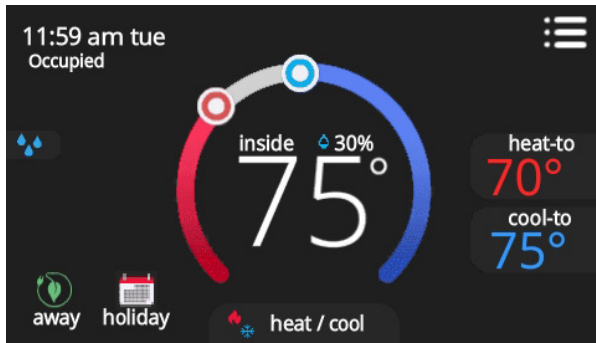 11:59 am tue
Occupied
inside 30%
75°
heat-to
70°
cool-to
75°
away holiday
heat / cool